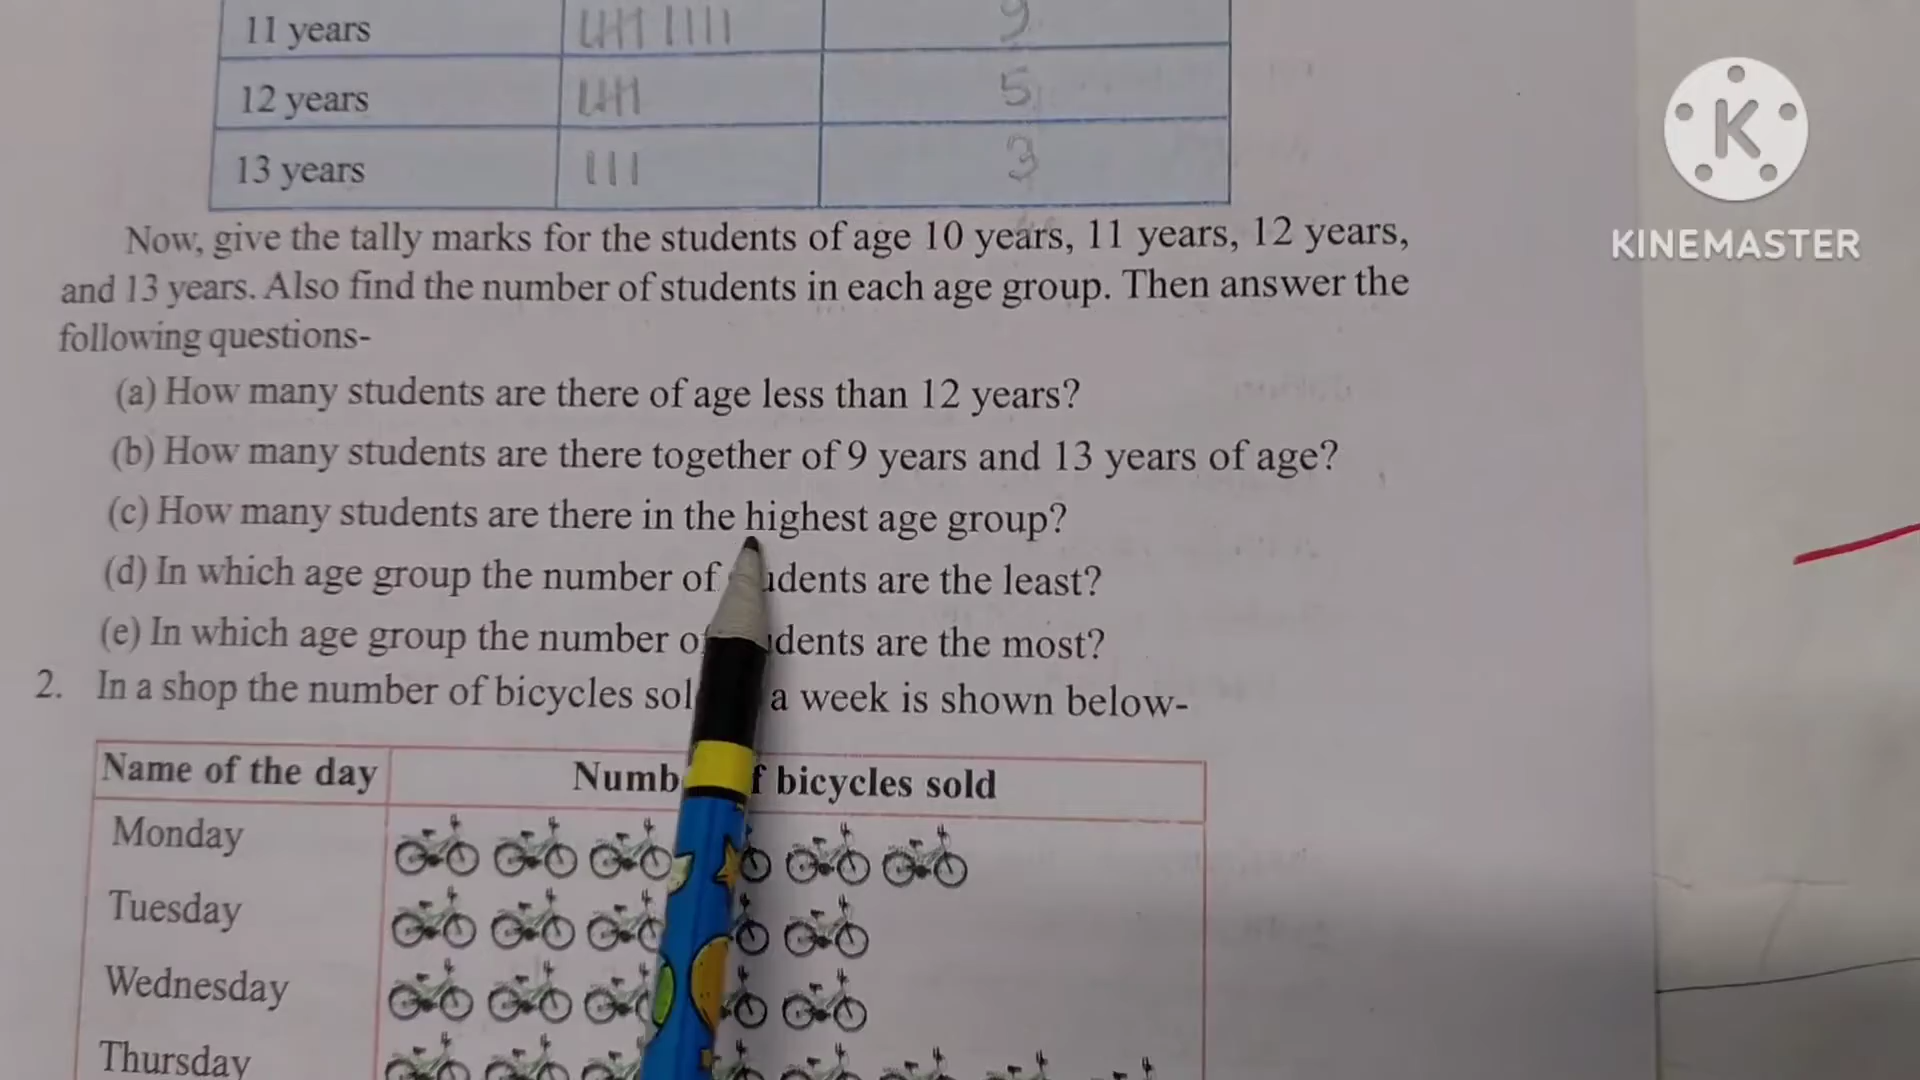 11 years 9
12 years 5
13 years 3
Now, give the tally marks for the students of age 10 years, 11 years, 12 years,
and 13 years. Also find the number of students in each age group. Then answer the
following questions-
(a) How many students are there of age less than 12 years?
(b) How many students are there together of 9 years and 13 years of age?
(c) How many students are there in the highest age group?
(d) In which age group the number of udents are the least?
(e) In which age group the number o dents are the most?
2. In a shop the number of bicycles sol a week is shown below-
Name of the day Numb f bicycles sold
Monday
Tuesday
Wednesday
Thursday
K
KINEMASTER